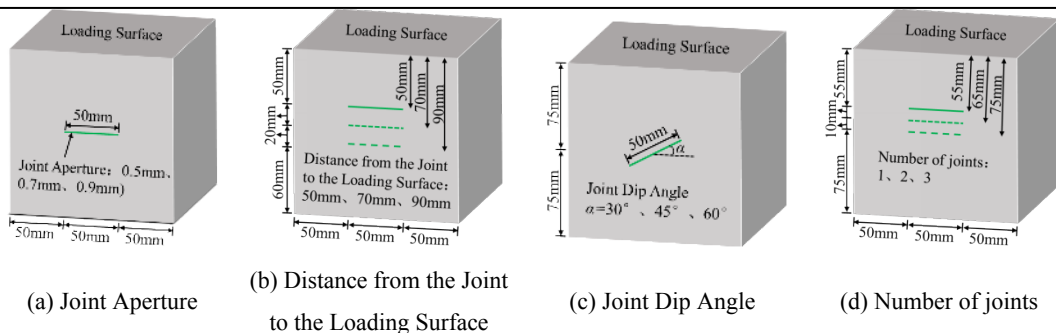 Loading Surface
50mm
Joint Aperture：0.5mm、
0.7mm、0.9mm)
50mm
50mm
50mm
(a) Joint Aperture
Loading Surface
50mm
20mm
60mm
50mm
70mm
90mm
Distance from the Joint
to the Loading Surface：
50mm、70mm、90mm
50mm
50mm
50mm
(b) Distance from the Joint
to the Loading Surface
Loading Surface
75mm
75mm
50mm
α
Joint Dip Angle
α=30°、45°、60°
(c) Joint Dip Angle
Loading Surface
55mm
10mm
75mm
55mm
65mm
75mm
Number of joints：
1、2、3
50mm
50mm
50mm
(d) Number of joints